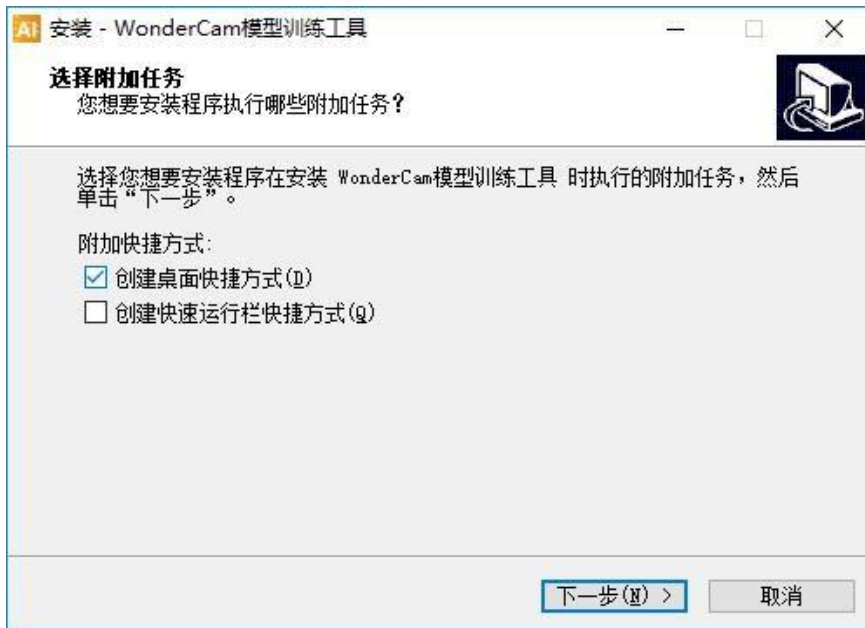 AI 安装 - WonderCam模型训练工具
选择附加任务
您想要安装程序执行哪些附加任务?
选择您想要安装程序在安装 WonderCam模型训练工具 时执行的附加任务，然后
单击“下一步”。
附加快捷方式:
创建桌面快捷方式(D)
创建快速运行栏快捷方式(Q)
下一步(N) >
取消